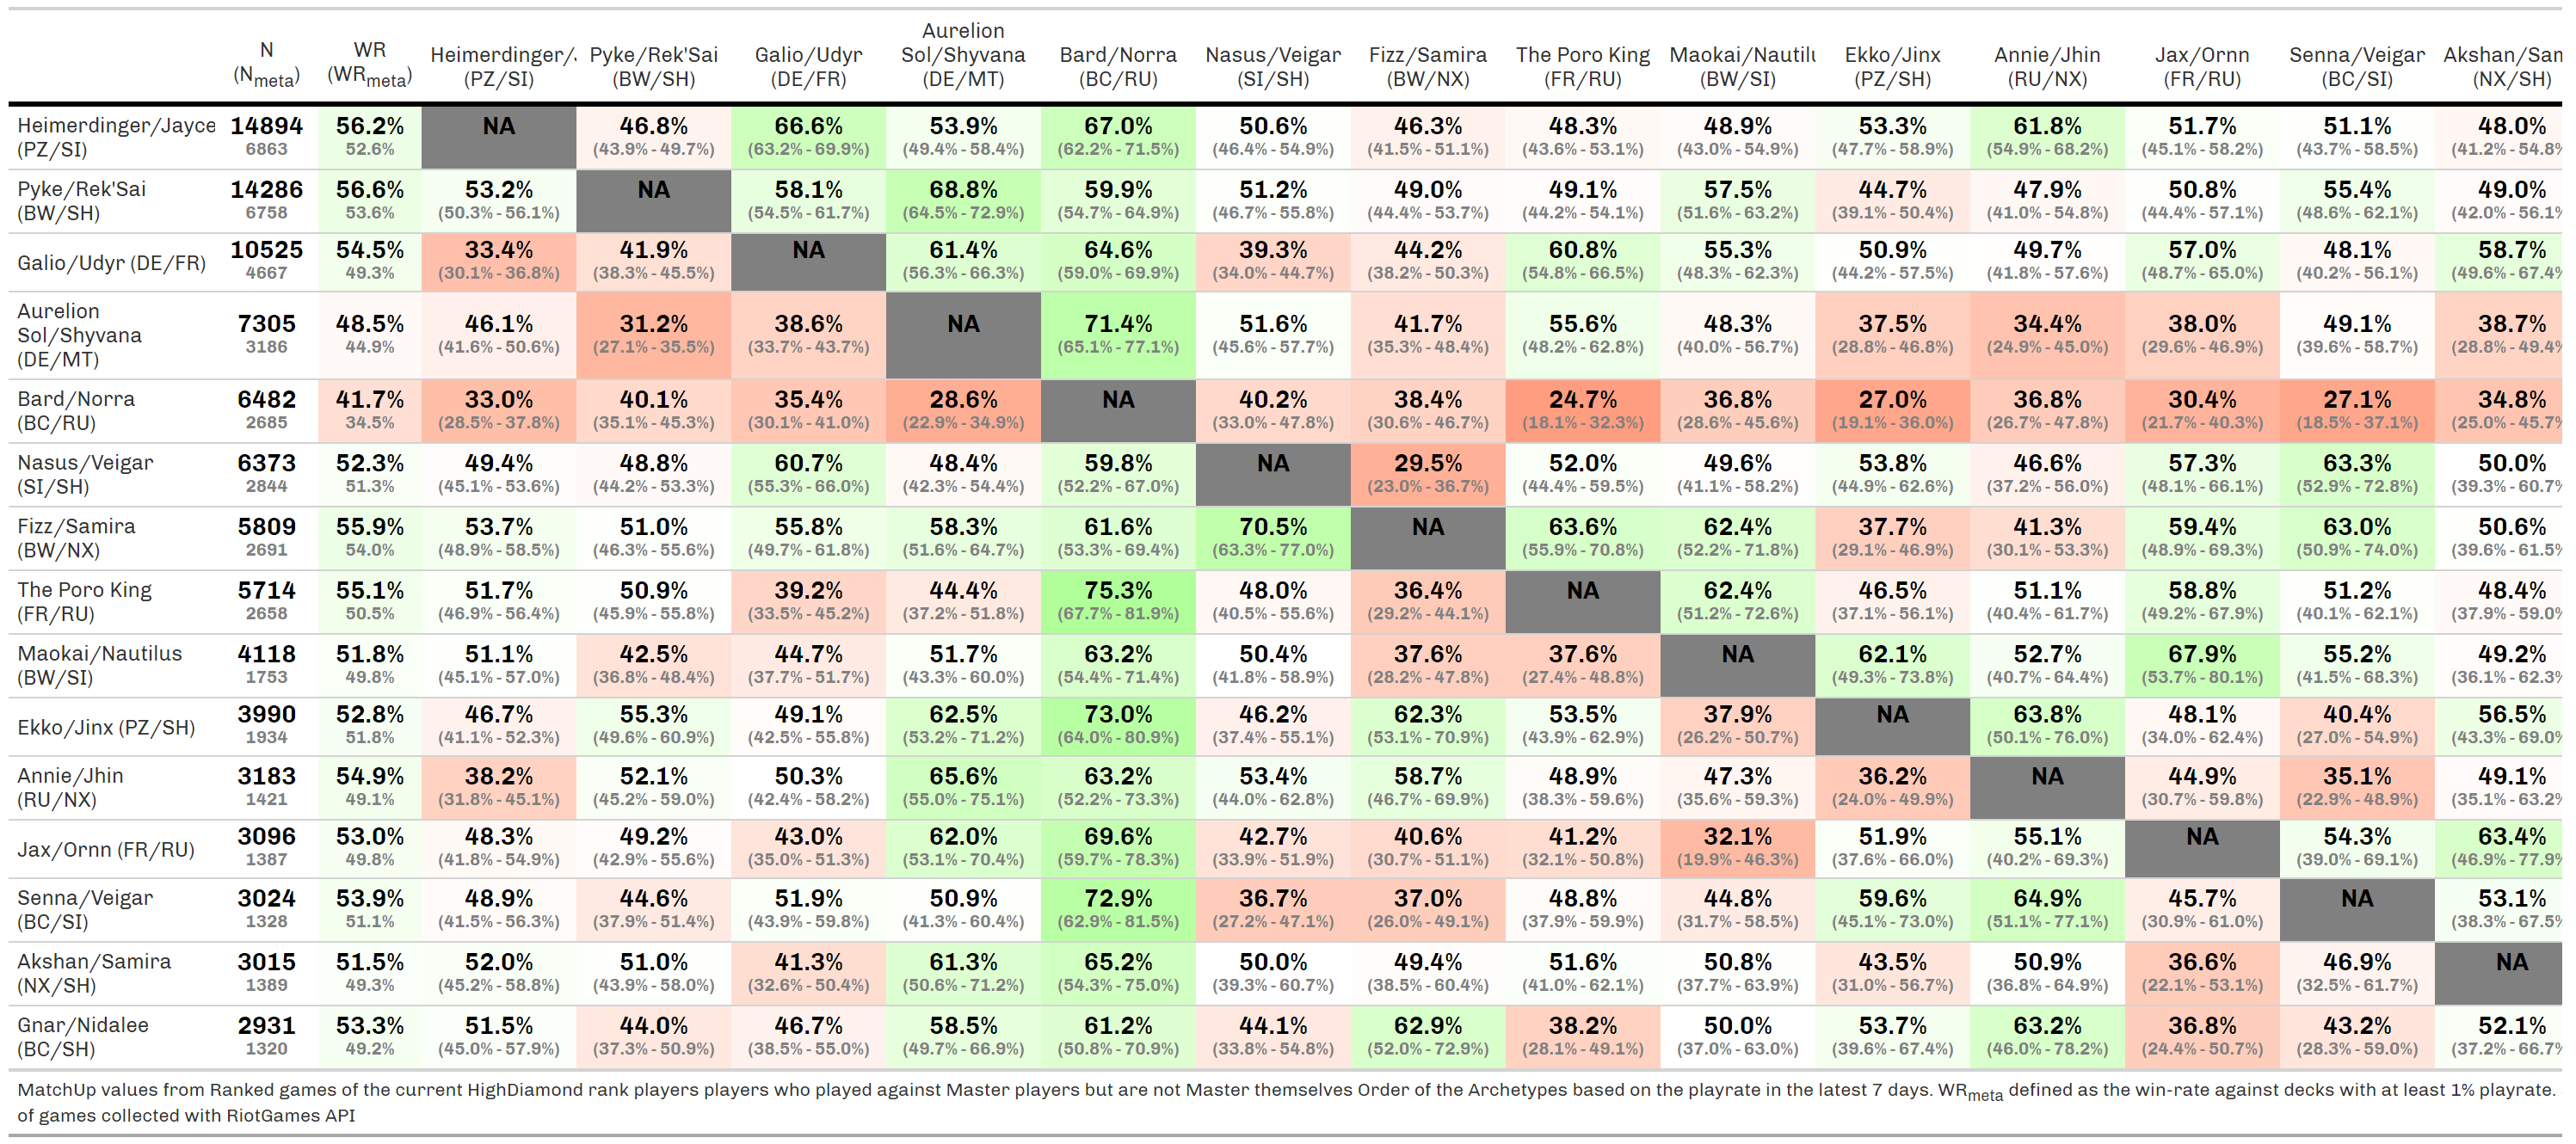 N WR Heimerdinger/J Pyke/Rek'Sai Galio/Udyr Aurelion Sol/Shyvana Bard/Norra Nasus/Veigar Fizz/Samira The Poro King Maokai/Nautilu Ekko/Jinx Annie/Jhin Jax/Ornn Senna/Veigar Akshan/Sam
(Nmeta) (WRmeta) (PZ/SI) (BW/SH) (DE/FR) (DE/MT) (BC/RU) (SI/SH) (BW/NX) (FR/RU) (BW/SI) (PZ/SH) (RU/NX) (FR/RU) (BC/SI) (NX/SH)
Heimerdinger/Jayce 14894 56.2% NA 46.8% 66.6% 53.9% 67.0% 50.6% 46.3% 48.3% 48.9% 53.3% 61.8% 51.7% 51.1% 48.0%
(PZ/SI) 6863 52.6% (43.9% - 49.7%) (63.2% - 69.9%) (49.4% - 58.4%) (62.2% - 71.5%) (46.4% - 54.9%) (41.5% - 51.1%) (43.6% - 53.1%) (43.0% - 54.9%) (47.7% - 58.9%) (54.9% - 68.2%) (45.1% - 58.2%) (43.7% - 58.5%) (41.2% - 54.8%
Pyke/Rek'Sai 14286 56.6% 53.2% NA 58.1% 68.8% 59.9% 51.2% 49.0% 49.1% 57.5% 44.7% 47.9% 50.8% 55.4% 49.0%
(BW/SH) 6758 53.6% (50.3% - 56.1%) (54.5% - 61.7%) (64.5% - 72.9%) (54.7% - 64.9%) (46.7% - 55.8%) (44.4% - 53.7%) (44.2% - 54.1%) (51.6% - 63.2%) (39.1% - 50.4%) (41.0% - 54.8%) (44.4% - 57.1%) (48.6% - 62.1%) (42.0% - 56.1%
Galio/Udyr (DE/FR) 10525 54.5% 33.4% 41.9% NA 61.4% 64.6% 39.3% 44.2% 60.8% 55.3% 50.9% 49.7% 57.0% 48.1% 58.7%
4667 49.3% (30.1% - 36.8%) (38.3% - 45.5%) (56.3% - 66.3%) (59.0% - 69.9%) (34.0% - 44.7%) (38.2% - 50.3%) (54.8% - 66.5%) (48.3% - 62.3%) (44.2% - 57.5%) (41.8% - 57.6%) (48.7% - 65.0%) (40.2% - 56.1%) (49.6% - 67.4%
Aurelion
Sol/Shyvana 7305 48.5% 46.1% 31.2% 38.6% NA 71.4% 51.6% 41.7% 55.6% 48.3% 37.5% 34.4% 38.0% 49.1% 38.7%
(DE/MT) 3186 44.9% (41.6% - 50.6%) (27.1% - 35.5%) (33.7% - 43.7%) (65.1% - 77.1%) (45.6% - 57.7%) (35.3% - 48.4%) (48.2% - 62.8%) (40.0% - 56.7%) (28.8% - 46.8%) (24.9% - 45.0%) (29.6% - 46.9%) (39.6% - 58.7%) (28.8% - 49.4%
Bard/Norra 6482 41.7% 33.0% 40.1% 35.4% 28.6% NA 40.2% 38.4% 24.7% 36.8% 27.0% 36.8% 30.4% 27.1% 34.8%
(BC/RU) 2685 34.5% (28.5% - 37.8%) (35.1% - 45.3%) (30.1% - 41.0%) (22.9% - 34.9%) (33.0% - 47.8%) (30.6% - 46.7%) (18.1% - 32.3%) (28.6% - 45.6%) (19.1% - 36.0%) (26.7% - 47.8%) (21.7% - 40.3%) (18.5% - 37.1%) (25.0% - 45.7%
Nasus/Veigar 6373 52.3% 49.4% 48.8% 60.7% 48.4% 59.8% NA 29.5% 52.0% 49.6% 53.8% 46.6% 57.3% 63.3% 50.0%
(SI/SH) 2844 51.3% (45.1% - 53.6%) (44.2% - 53.3%) (55.3% - 66.0%) (42.3% - 54.4%) (52.2% - 67.0%) (23.0% - 36.7%) (44.4% - 59.5%) (41.1% - 58.2%) (44.9% - 62.6%) (37.2% - 56.0%) (48.1% - 66.1%) (52.9% - 72.8%) (39.3% - 60.7%
Fizz/Samira 5809 55.9% 53.7% 51.0% 55.8% 58.3% 61.6% 70.5% NA 63.6% 62.4% 37.7% 41.3% 59.4% 63.0% 50.6%
(BW/NX) 2691 54.0% (48.9% - 58.5%) (46.3% - 55.6%) (49.7% - 61.8%) (51.6% - 64.7%) (53.3% - 69.4%) (63.3% - 77.0%) (55.9% - 70.8%) (52.2% - 71.8%) (29.1% - 46.9%) (30.1% - 53.3%) (48.9% - 69.3%) (50.9% - 74.0%) (39.6% - 61.5%
The Poro King 5714 55.1% 51.7% 50.9% 39.2% 44.4% 75.3% 48.0% 36.4% NA 62.4% 46.5% 51.1% 58.8% 51.2% 48.4%
(FR/RU) 2658 50.5% (46.9% - 56.4%) (45.9% - 55.8%) (33.5% - 45.2%) (37.2% - 51.8%) (67.7% - 81.9%) (40.5% - 55.6%) (29.2% - 44.1%) (51.2% - 72.6%) (37.1% - 56.1%) (40.4% - 61.7%) (49.2% - 67.9%) (40.1% - 62.1%) (37.9% - 59.0%
Maokai/Nautilus 4118 51.8% 51.1% 42.5% 44.7% 51.7% 63.2% 50.4% 37.6% 37.6% NA 62.1% 52.7% 67.9% 55.2% 49.2%
(BW/SI) 1753 49.8% (45.1% - 57.0%) (36.8% - 48.4%) (37.7% - 51.7%) (43.3% - 60.0%) (54.4% - 71.4%) (41.8% - 58.9%) (28.2% - 47.8%) (27.4% - 48.8%) (49.3% - 73.8%) (40.7% - 64.4%) (53.7% - 80.1%) (41.5% - 68.3%) (36.1% - 62.3%
Ekko/Jinx (PZ/SH) 3990 52.8% 46.7% 55.3% 49.1% 62.5% 73.0% 46.2% 62.3% 53.5% 37.9% NA 63.8% 48.1% 40.4% 56.5%
1934 51.8% (41.1% - 52.3%) (49.6% - 60.9%) (42.5% - 55.8%) (53.2% - 71.2%) (64.0% - 80.9%) (37.4% - 55.1%) (53.1% - 70.9%) (43.9% - 62.9%) (26.2% - 50.7%) (50.1% - 76.0%) (34.0% - 62.4%) (27.0% - 54.9%) (43.3% - 69.0%
Annie/Jhin 3183 54.9% 38.2% 52.1% 50.3% 65.6% 63.2% 53.4% 58.7% 48.9% 47.3% 36.2% NA 44.9% 35.1% 49.1%
(RU/NX) 1421 49.1% (31.8% - 45.1%) (45.2% - 59.0%) (42.4% - 58.2%) (55.0% - 75.1%) (52.2% - 73.3%) (44.0% - 62.8%) (46.7% - 69.9%) (38.3% - 59.6%) (35.6% - 59.3%) (24.0% - 49.9%) (30.7% - 59.8%) (22.9% - 48.9%) (35.1% - 63.2%
Jax/Ornn (FR/RU) 3096 53.0% 48.3% 49.2% 43.0% 62.0% 69.6% 42.7% 40.6% 41.2% 32.1% 51.9% 55.1% NA 54.3% 63.4%
1387 49.8% (41.8% - 54.9%) (42.9% - 55.6%) (35.0% - 51.3%) (53.1% - 70.4%) (59.7% - 78.3%) (33.9% - 51.9%) (30.7% - 51.1%) (32.1% - 50.8%) (19.9% - 46.3%) (37.6% - 66.0%) (40.2% - 69.3%) (39.0% - 69.1%) (46.9% - 77.9%
Senna/Veigar 3024 53.9% 48.9% 44.6% 51.9% 50.9% 72.9% 36.7% 37.0% 48.8% 44.8% 59.6% 64.9% 45.7% NA 53.1%
(BC/SI) 1328 51.1% (41.5% - 56.3%) (37.9% - 51.4%) (43.9% - 59.8%) (41.3% - 60.4%) (62.9% - 81.5%) (27.2% - 47.1%) (26.0% - 49.1%) (37.9% - 59.9%) (31.7% - 58.5%) (45.1% - 73.0%) (51.1% - 77.1%) (30.9% - 61.0%) (38.3% - 67.5%
Akshan/Samira 3015 51.5% 52.0% 51.0% 41.3% 61.3% 65.2% 50.0% 49.4% 51.6% 50.8% 43.5% 50.9% 36.6% 46.9% NA
(NX/SH) 1389 49.3% (45.2% - 58.8%) (43.9% - 58.0%) (32.6% - 50.4%) (50.6% - 71.2%) (54.3% - 75.0%) (39.3% - 60.7%) (38.5% - 60.4%) (41.0% - 62.1%) (37.7% - 63.9%) (31.0% - 56.7%) (36.8% - 64.9%) (22.1% - 53.1%) (32.5% - 61.7%)
Gnar/Nidalee 2931 53.3% 51.5% 44.0% 46.7% 58.5% 61.2% 44.1% 62.9% 38.2% 50.0% 53.7% 63.2% 36.8% 43.2% 52.1%
(BC/SH) 1320 49.2% (45.0% - 57.9%) (37.3% - 50.9%) (38.5% - 55.0%) (49.7% - 66.9%) (50.8% - 70.9%) (33.8% - 54.8%) (52.0% - 72.9%) (28.1% - 49.1%) (37.0% - 63.0%) (39.6% - 67.4%) (46.0% - 78.2%) (24.4% - 50.7%) (28.3% - 59.0%) (37.2% - 66.7%
MatchUp values from Ranked games of the current HighDiamond rank players players who played against Master players but are not Master themselves Order of the Archetypes based on the playrate in the latest 7 days. WRmeta defined as the win-rate against decks with at least 1% playrate.
of games collected with RiotGames API